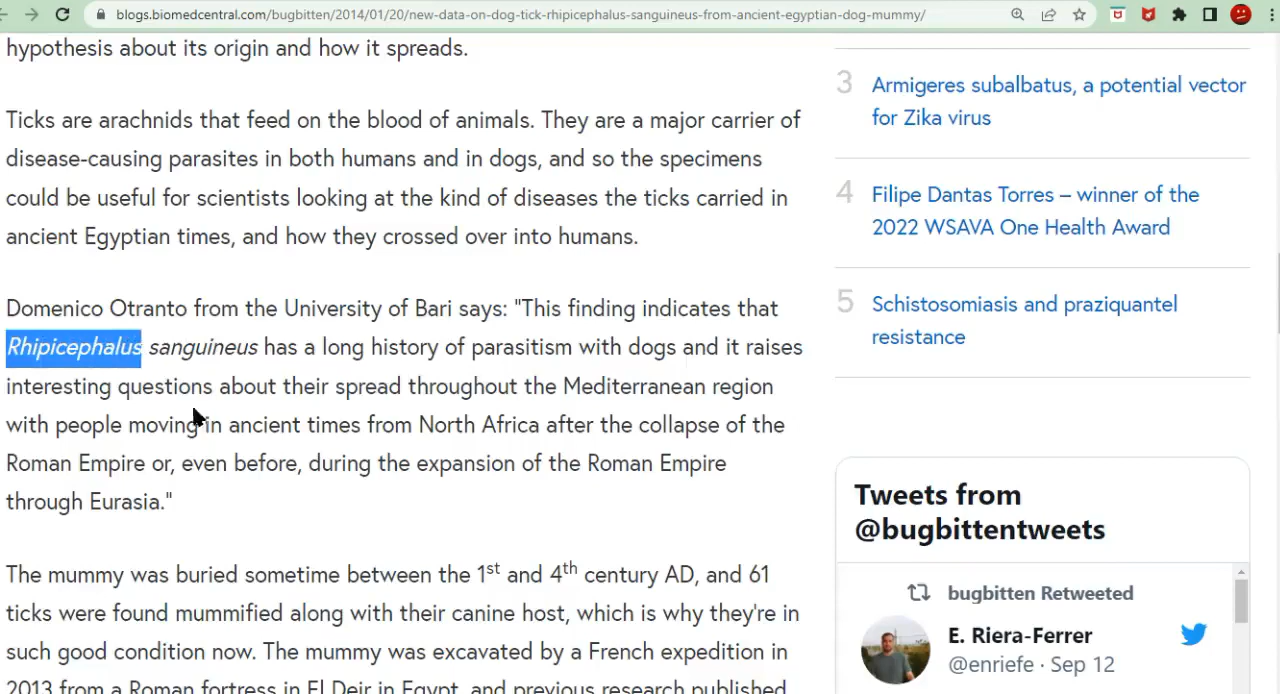 blogs.biomedcentral.com/bugbitten/2014/01/20/new-data-on-dog-tick-rhipicephalus-sanguineus-from-ancient-egyptian-dog-mummy/
hypothesis about its origin and how it spreads.
Ticks are arachnids that feed on the blood of animals. They are a major carrier of
disease-causing parasites in both humans and in dogs, and so the specimens
could be useful for scientists looking at the kind of diseases the ticks carried in
ancient Egyptian times, and how they crossed over into humans.
Domenico Otranto from the University of Bari says: "This finding indicates that
Rhipicephalus sanguineus has a long history of parasitism with dogs and it raises
interesting questions about their spread throughout the Mediterranean region
with people moving in ancient times from North Africa after the collapse of the
Roman Empire or, even before, during the expansion of the Roman Empire
through Eurasia."
The mummy was buried sometime between the 1st and 4th century AD, and 61
ticks were found mummified along with their canine host, which is why they're in
such good condition now. The mummy was excavated by a French expedition in
2013 from a Roman fortress in El Deir in Egypt, and previous research published
3 Armigeres subalbatus, a potential vector
for Zika virus
4 Filipe Dantas Torres – winner of the
2022 WSAVA One Health Award
5 Schistosomiasis and praziquantel
resistance
Tweets from
@bugbittentweets
bugbitten Retweeted
E. Riera-Ferrer
@enriefe · Sep 12